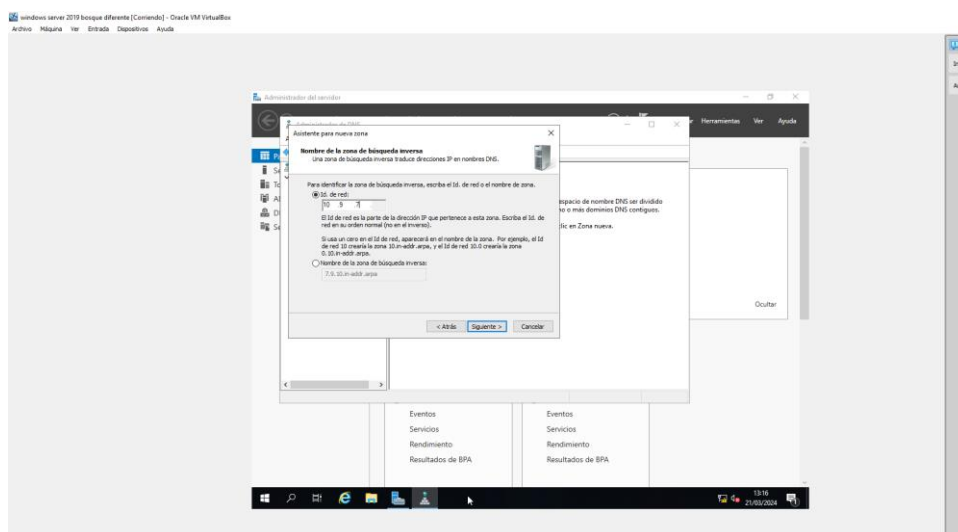 windows server 2019 bosque diferente [Corriendo] - Oracle VM VirtualBox
Archivo Máquina Ver Entrada Dispositivos Ayuda
Administrador del servidor
Herramientas Ver Ayuda
Administrador de DNS
Asistente para nueva zona
Nombre de la zona de búsqueda inversa
Una zona de búsqueda inversa traduce direcciones IP en nombres DNS.
Para identificar la zona de búsqueda inversa, escriba el Id. de red o el nombre de zona.
Id. de red:
10 .9 .7
El Id de red es la parte de la dirección IP que pertenece a esta zona. Escriba el Id. de
red en su orden normal (no en el inverso).
Si usa un cero en el Id de red, aparecerá en el nombre de la zona. Por ejemplo, el Id
de red 10 crearía la zona 10.in-addr.arpa, y el Id de red 10.0 crearía la zona
0.10.in-addr.arpa.
Nombre de la zona de búsqueda inversa:
7.9.10.in-addr.arpa
< Atrás Siguiente > Cancelar
espacio de nombre DNS ser dividido
no o más dominios DNS contiguos.
lic en Zona nueva.
Ocultar
Eventos
Servicios
Rendimiento
Resultados de BPA
Eventos
Servicios
Rendimiento
Resultados de BPA
13:16
21/03/2024